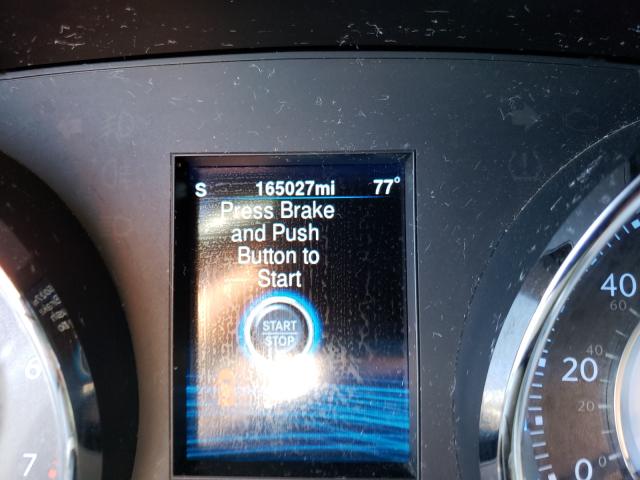 S 165027mi 77°
Press Brake
and Push
Button to
Start
START
STOP
6
7
40
60
20
40
20
0
0